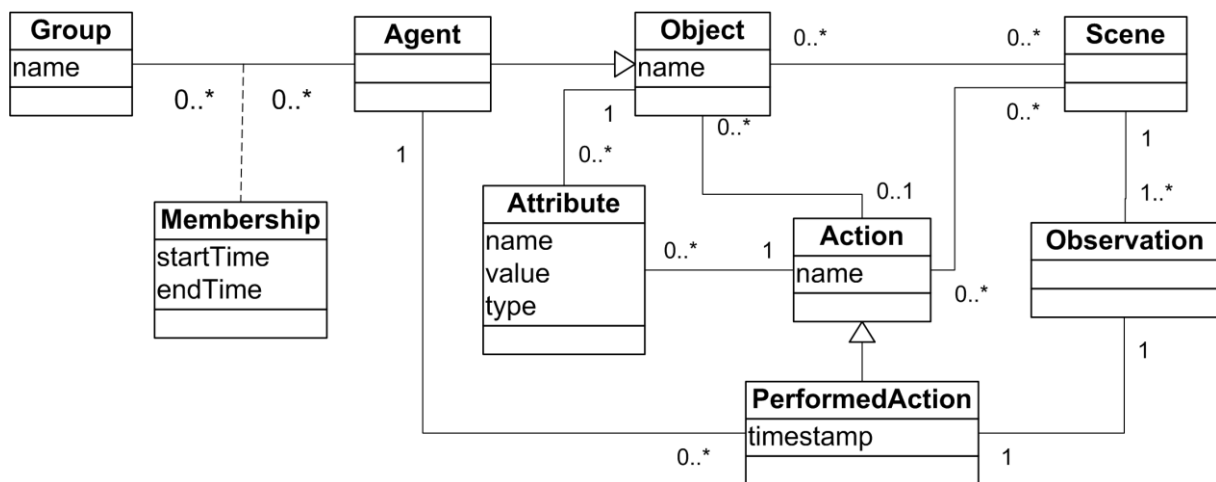 Group
name
Agent
Object
name
Scene
0..*
0..*
0..*
0..*
1
0..*
0..*
0..*
1
0..*
1
1..*
0..1
Membership
startTime
endTime
Attribute
name
value
type
0..*
1
Action
name
0..*
Observation
1
PerformedAction
timestamp
0..*
1